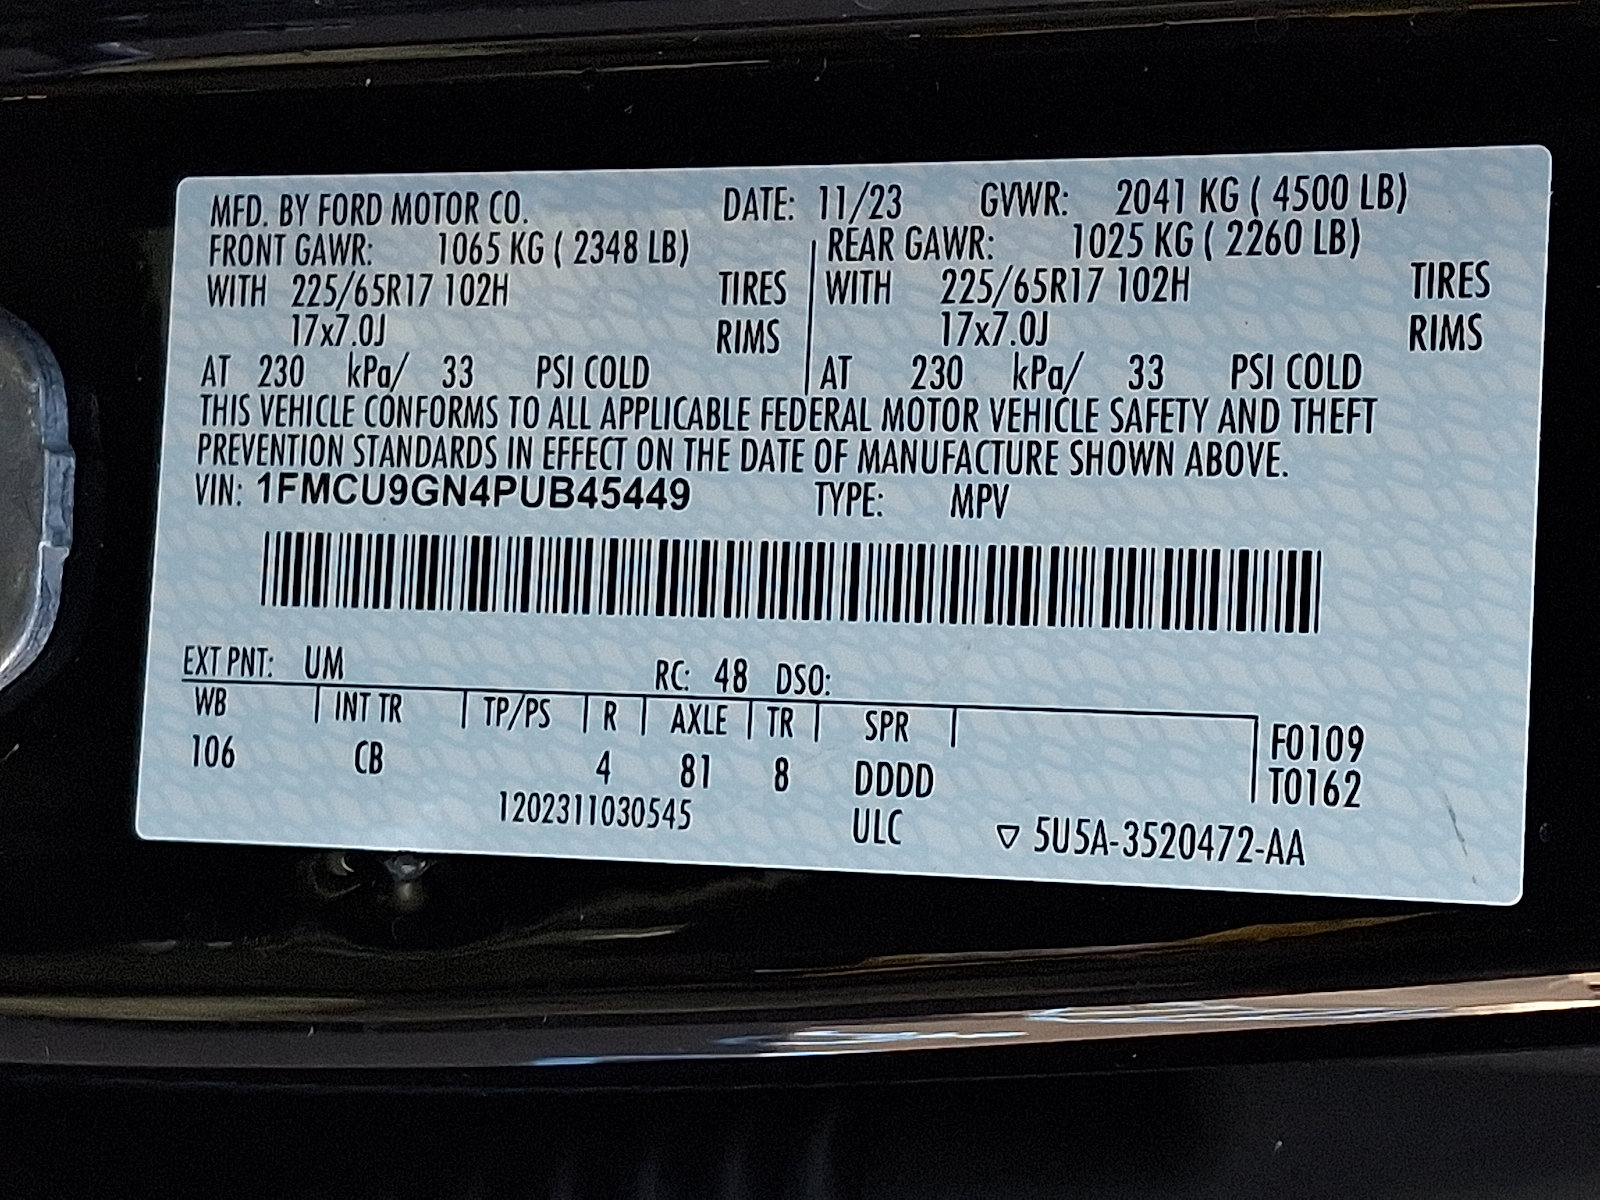 MFD. BY FORD MOTOR CO. DATE: 11/23 GVWR: 2041 KG ( 4500 LB)
FRONT GAWR: 1065 KG ( 2348 LB) REAR GAWR: 1025 KG ( 2260 LB)
WITH 225/65R17 102H TIRES WITH 225/65R17 102H TIRES
17x7.0J RIMS 17x7.0J RIMS
AT 230 kPa/ 33 PSI COLD AT 230 kPa/ 33 PSI COLD
THIS VEHICLE CONFORMS TO ALL APPLICABLE FEDERAL MOTOR VEHICLE SAFETY AND THEFT
PREVENTION STANDARDS IN EFFECT ON THE DATE OF MANUFACTURE SHOWN ABOVE.
VIN: 1FMCU9GN4PUB45449 TYPE: MPV
EXT PNT: UM RC: 48 DSO:
WB INT TR TP/PS R AXLE TR SPR F0109
106 CB 4 81 8 DDDD T0162
1202311030545 ULC ▽ 5U5A-3520472-AA